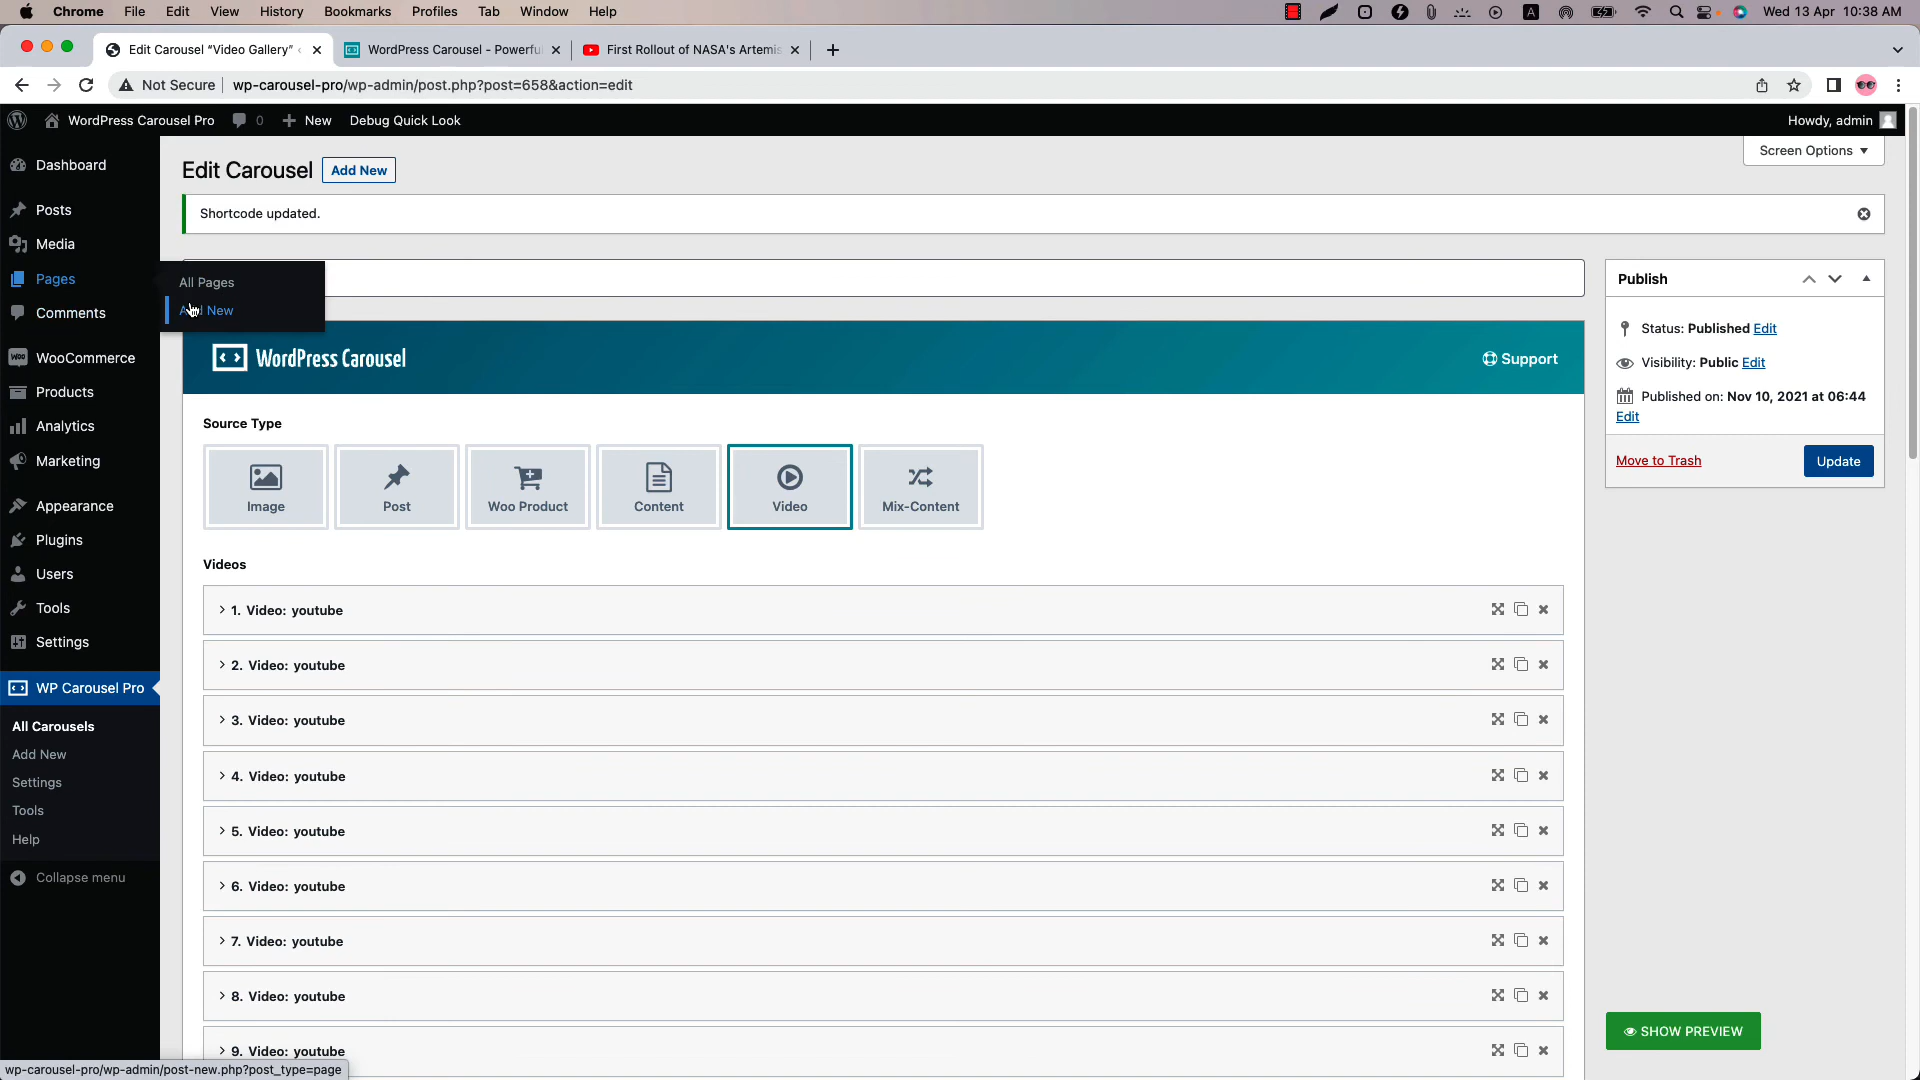 Chrome File Edit View History Bookmarks Profiles Tab Window Help
A Wed 13 Apr 10:38 AM
Edit Carousel "Video Gallery"
WordPress Carousel - Powerfu
First Rollout of NASA's Artemis
Not Secure wp-carousel-pro/wp-admin/post.php?post=658&action=edit
WordPress Carousel Pro 0 New Debug Quick Look Howdy, admin
Screen Options
Dashboard
Posts
Media
Pages
Comments
WooCommerce
Products
Analytics
Marketing
Appearance
Plugins
Users
Tools
Settings
WP Carousel Pro
All Carousels
Add New
Settings
Tools
Help
Collapse menu
All Pages
Add New
Edit Carousel Add New
Shortcode updated.
WordPress Carousel
Support
Source Type
Image
Post
Woo Product
Content
Video
Mix-Content
Videos
1. Video: youtube
2. Video: youtube
3. Video: youtube
4. Video: youtube
5. Video: youtube
6. Video: youtube
7. Video: youtube
8. Video: youtube
9. Video: youtube
Publish
Status: Published Edit
Visibility: Public Edit
Published on: Nov 10, 2021 at 06:44
Edit
Move to Trash Update
SHOW PREVIEW
wp-carousel-pro/wp-admin/post-new.php?post_type=page